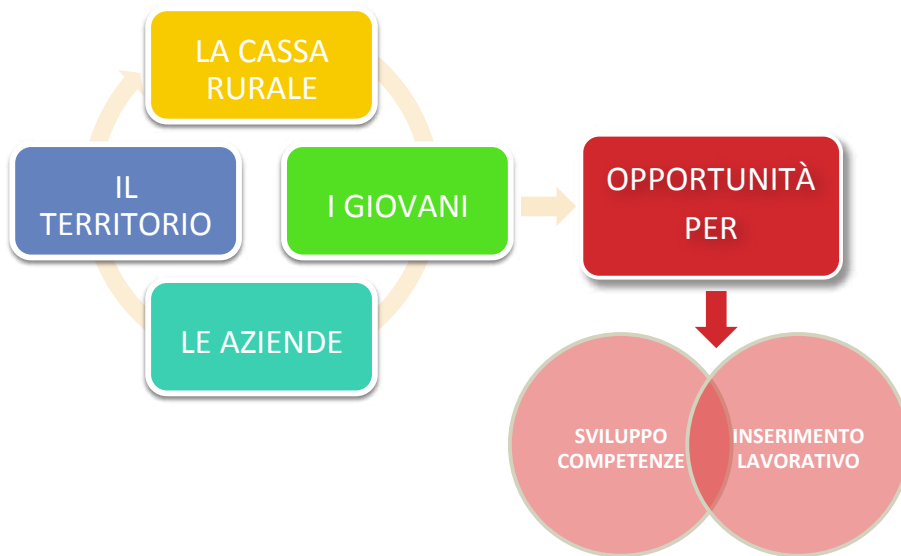 LA CASSA
RURALE
IL
TERRITORIO
I GIOVANI
LE AZIENDE
OPPORTUNITÀ
PER
SVILUPPO
COMPETENZE
INSERIMENTO
LAVORATIVO